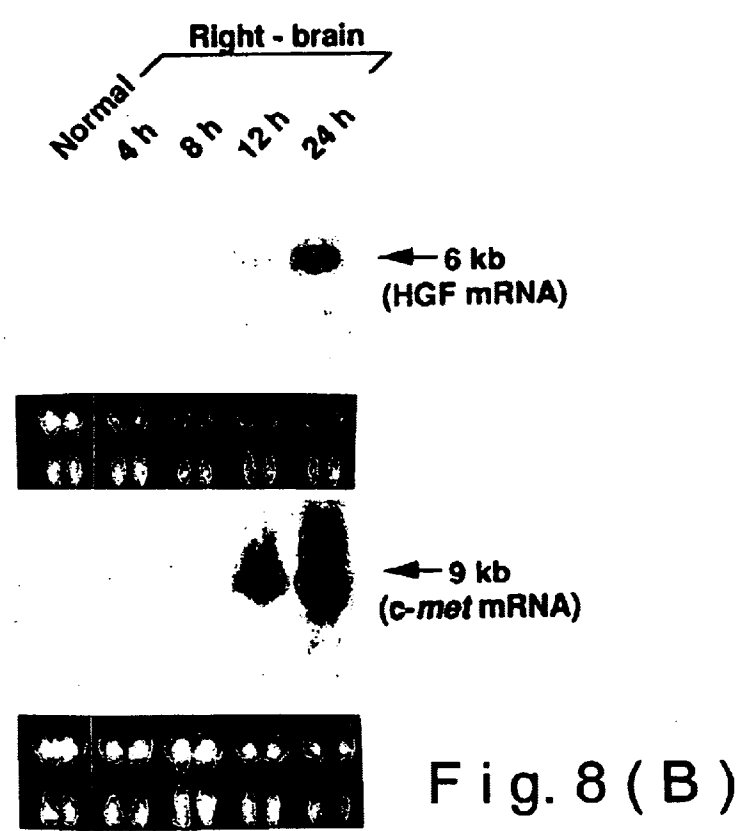 Right - brain
Normal 4 h 8 h 12 h 24 h
6 kb
(HGF mRNA)
9 kb
(c-met mRNA)
Fig. 8 (B)